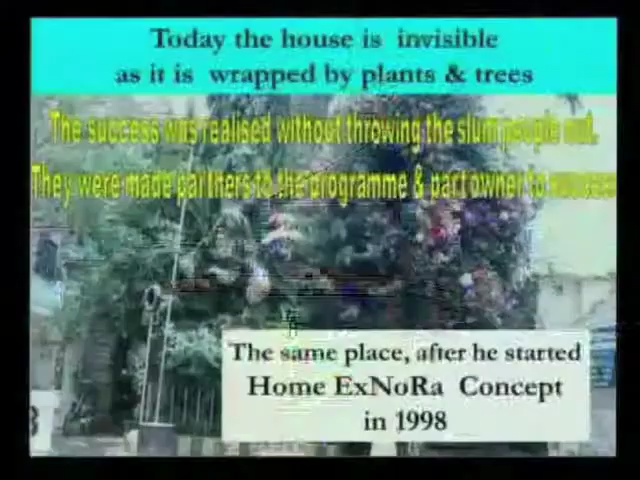 Today the house is invisible
as it is wrapped by plants & trees
The success was realised without throwing the slum people out.
They were made partners to the programme & part owner to success
The same place, after he started
Home ExNoRa Concept
in 1998